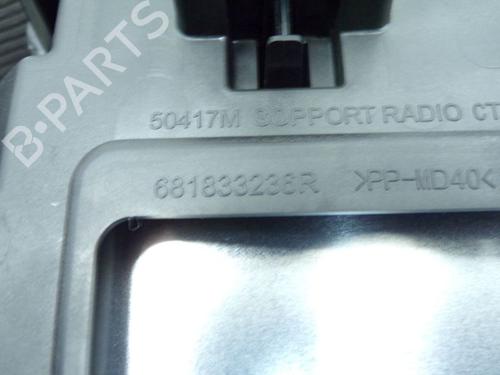 B-PARTS
50417M SUPPORT RADIO CT
681833236R >PP-MD40<